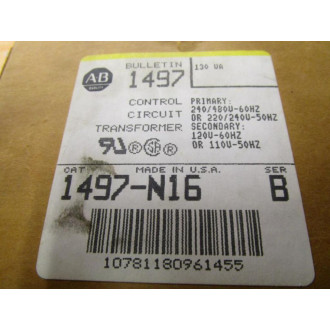 AB
BULLETIN
1497
130 VA
CONTROL
CIRCUIT
TRANSFORMER
PRIMARY:
240/480V-60HZ
OR 220/240V-50HZ
SECONDARY:
120V-60HZ
OR 110V-50HZ
CAT
MADE IN U.S.A.
SER
1497-N16
B
10781180961455